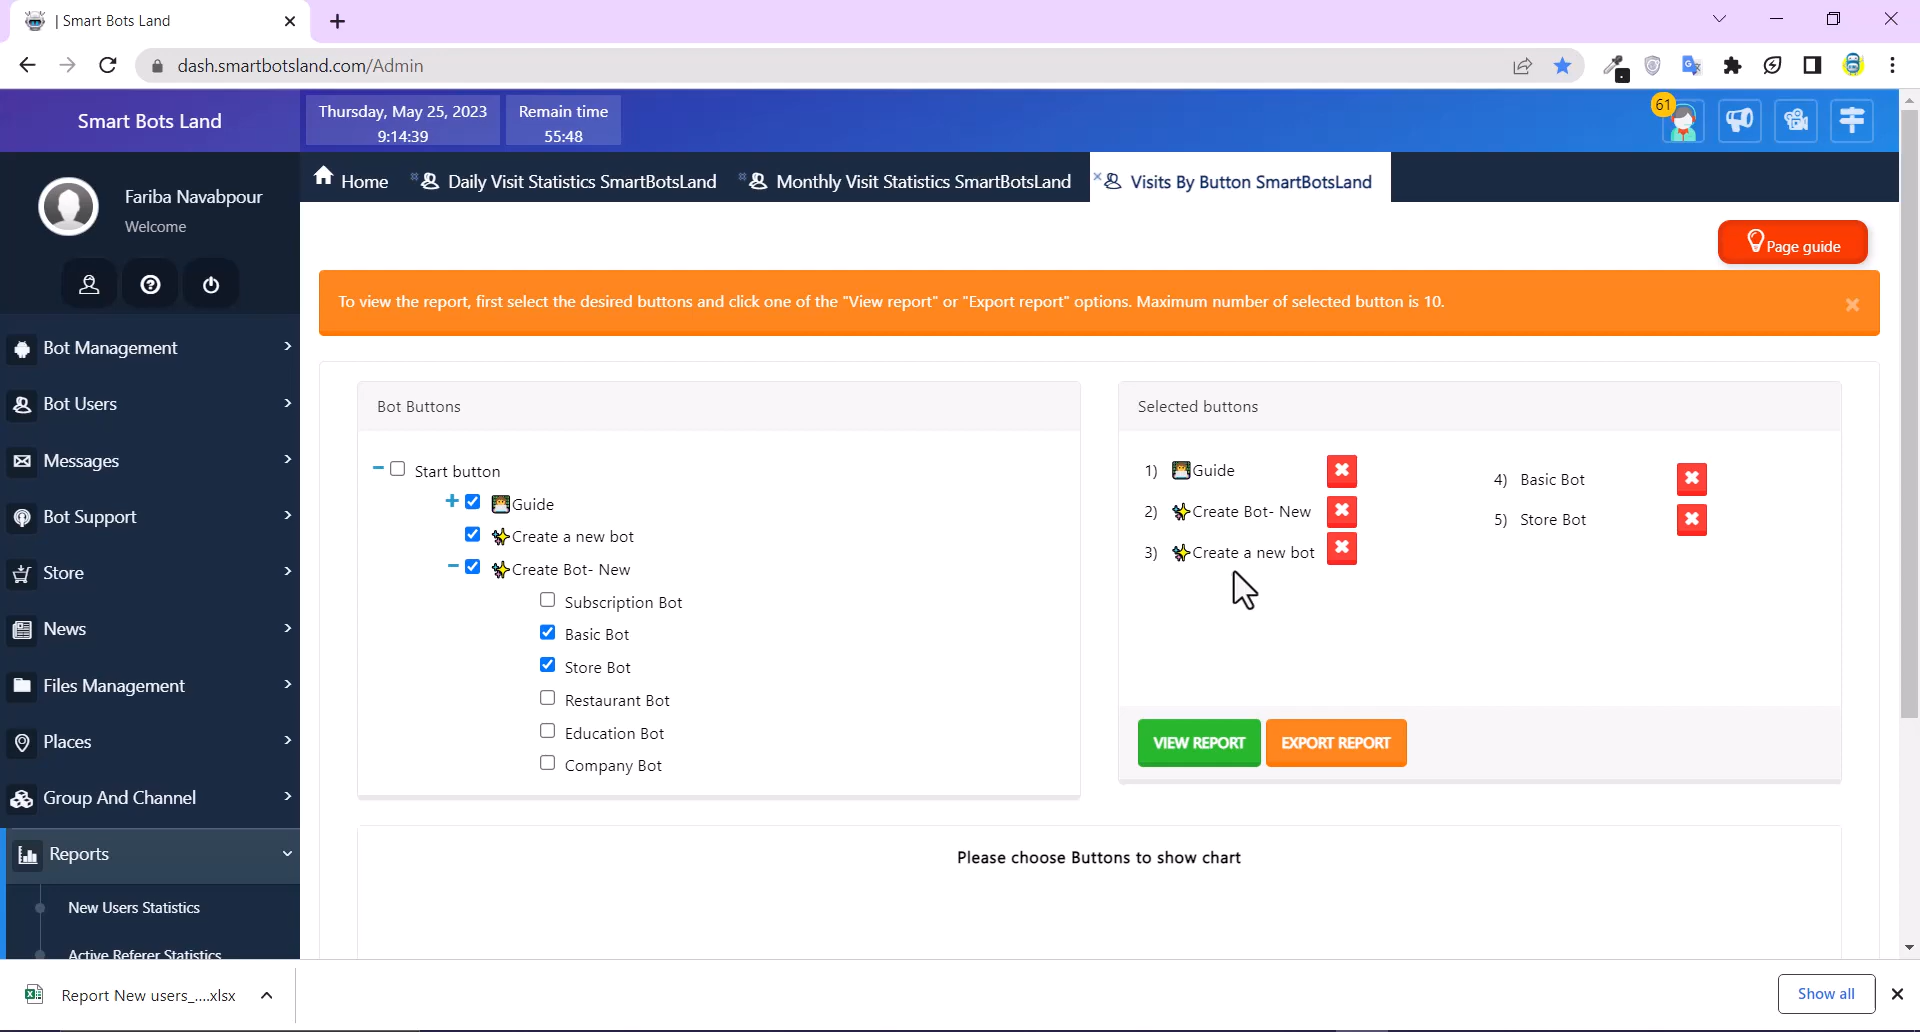 | Smart Bots Land
dash.smartbotsland.com/Admin
Smart Bots Land
Thursday, May 25, 2023
9:14:39
Remain time
55:48
61
Fariba Navabpour
Welcome
Home
Daily Visit Statistics SmartBotsLand
Monthly Visit Statistics SmartBotsLand
Visits By Button SmartBotsLand
Page guide
To view the report, first select the desired buttons and click one of the "View report" or "Export report" options. Maximum number of selected button is 10.
Bot Management
Bot Users
Messages
Bot Support
Store
News
Files Management
Places
Group And Channel
Reports
New Users Statistics
Active Referer Statistics
Bot Buttons
Start button
Guide
Create a new bot
Create Bot- New
Subscription Bot
Basic Bot
Store Bot
Restaurant Bot
Education Bot
Company Bot
Selected buttons
1) Guide
2) Create Bot- New
3) Create a new bot
4) Basic Bot
5) Store Bot
VIEW REPORT
EXPORT REPORT
Please choose Buttons to show chart
Report New users_....xlsx
Show all